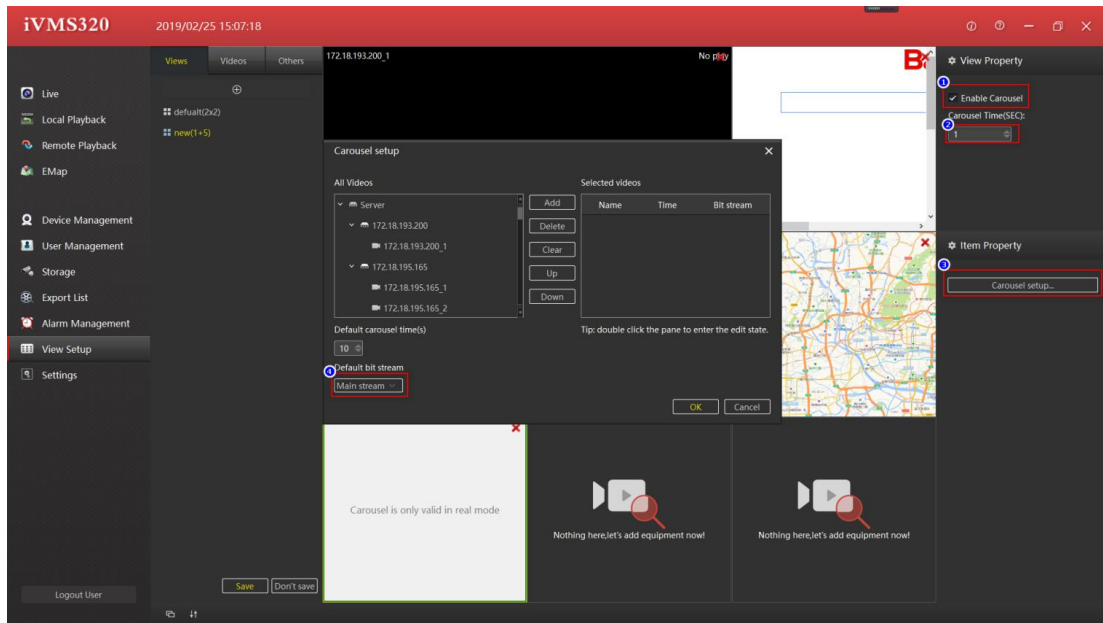 iVMS320
2019/02/25 15:07:18
Views
Videos
Others
defualt(2x2)
new(1+5)
Live
Local Playback
Remote Playback
EMap
Device Management
User Management
Storage
Export List
Alarm Management
View Setup
Settings
Logout User
Save
Don't save
172.18.193.200_1
No play
Carousel setup
All Videos
Server
172.18.193.200
172.18.193.200_1
172.18.195.165
172.18.195.165_1
172.18.195.165_2
Add
Delete
Clear
Up
Down
Selected videos
Name Time Bit stream
Default carousel time(s)
10
Tip: double click the pane to enter the edit state.
Default bit stream
4
Main stream
OK
Cancel
Carousel is only valid in real mode
Nothing here,let's add equipment now!
Nothing here,let's add equipment now!
View Property
1
Enable Carousel
Carousel Time(SEC):
2
1
Item Property
3
Carousel setup...